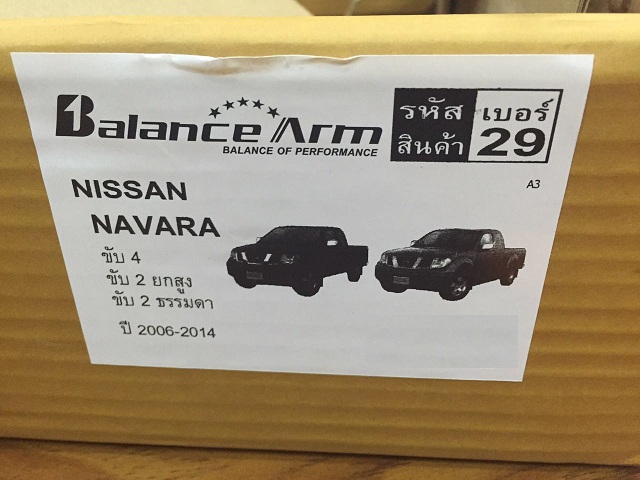 Balance Arm
BALANCE OF PERFORMANCE
รหัส
สินค้า
เบอร์
29
A3
NISSAN
NAVARA
ขับ 4
ขับ 2 ยกสูง
ขับ 2 ธรรมดา
ปี 2006-2014